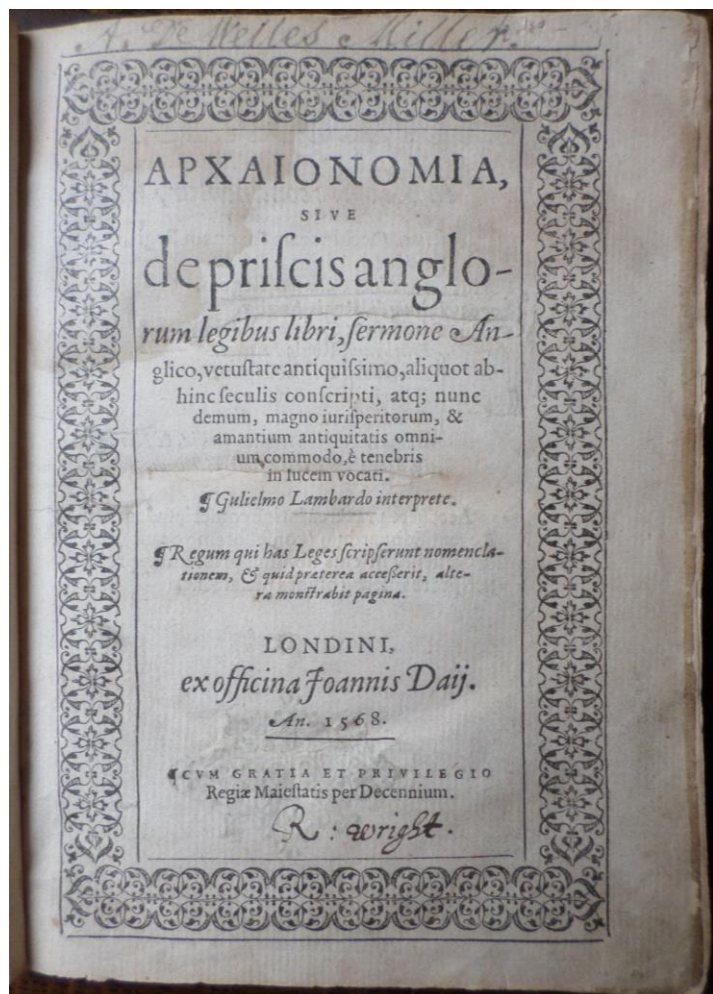 A. De Welles Miller.
ΑΡΧΑΙΟΝΟΜΙΑ,
SIVE
de priſcis anglo-
rum legibus libri, ſermone An-
glico, vetuſtate antiquiſsimo, aliquot ab-
hinc ſeculis conſcripti, atq; nunc
demum, magno iuriſperitorum, &
amantium antiquitatis omni-
um commodo, è tenebris
in lucem vocati.
¶ Gulielmo Lambardo interprete.
¶ Regum qui has Leges ſcripſerunt nomencla-
tionem, & quid præterea acceßerit, alte-
ra monſtrabit pagina.
LONDINI,
ex officina Joannis Daij.
An. 1568.
¶ CVM GRATIA ET PRIVILEGIO
Regiæ Maieſtatis per Decennium.
R : wright .